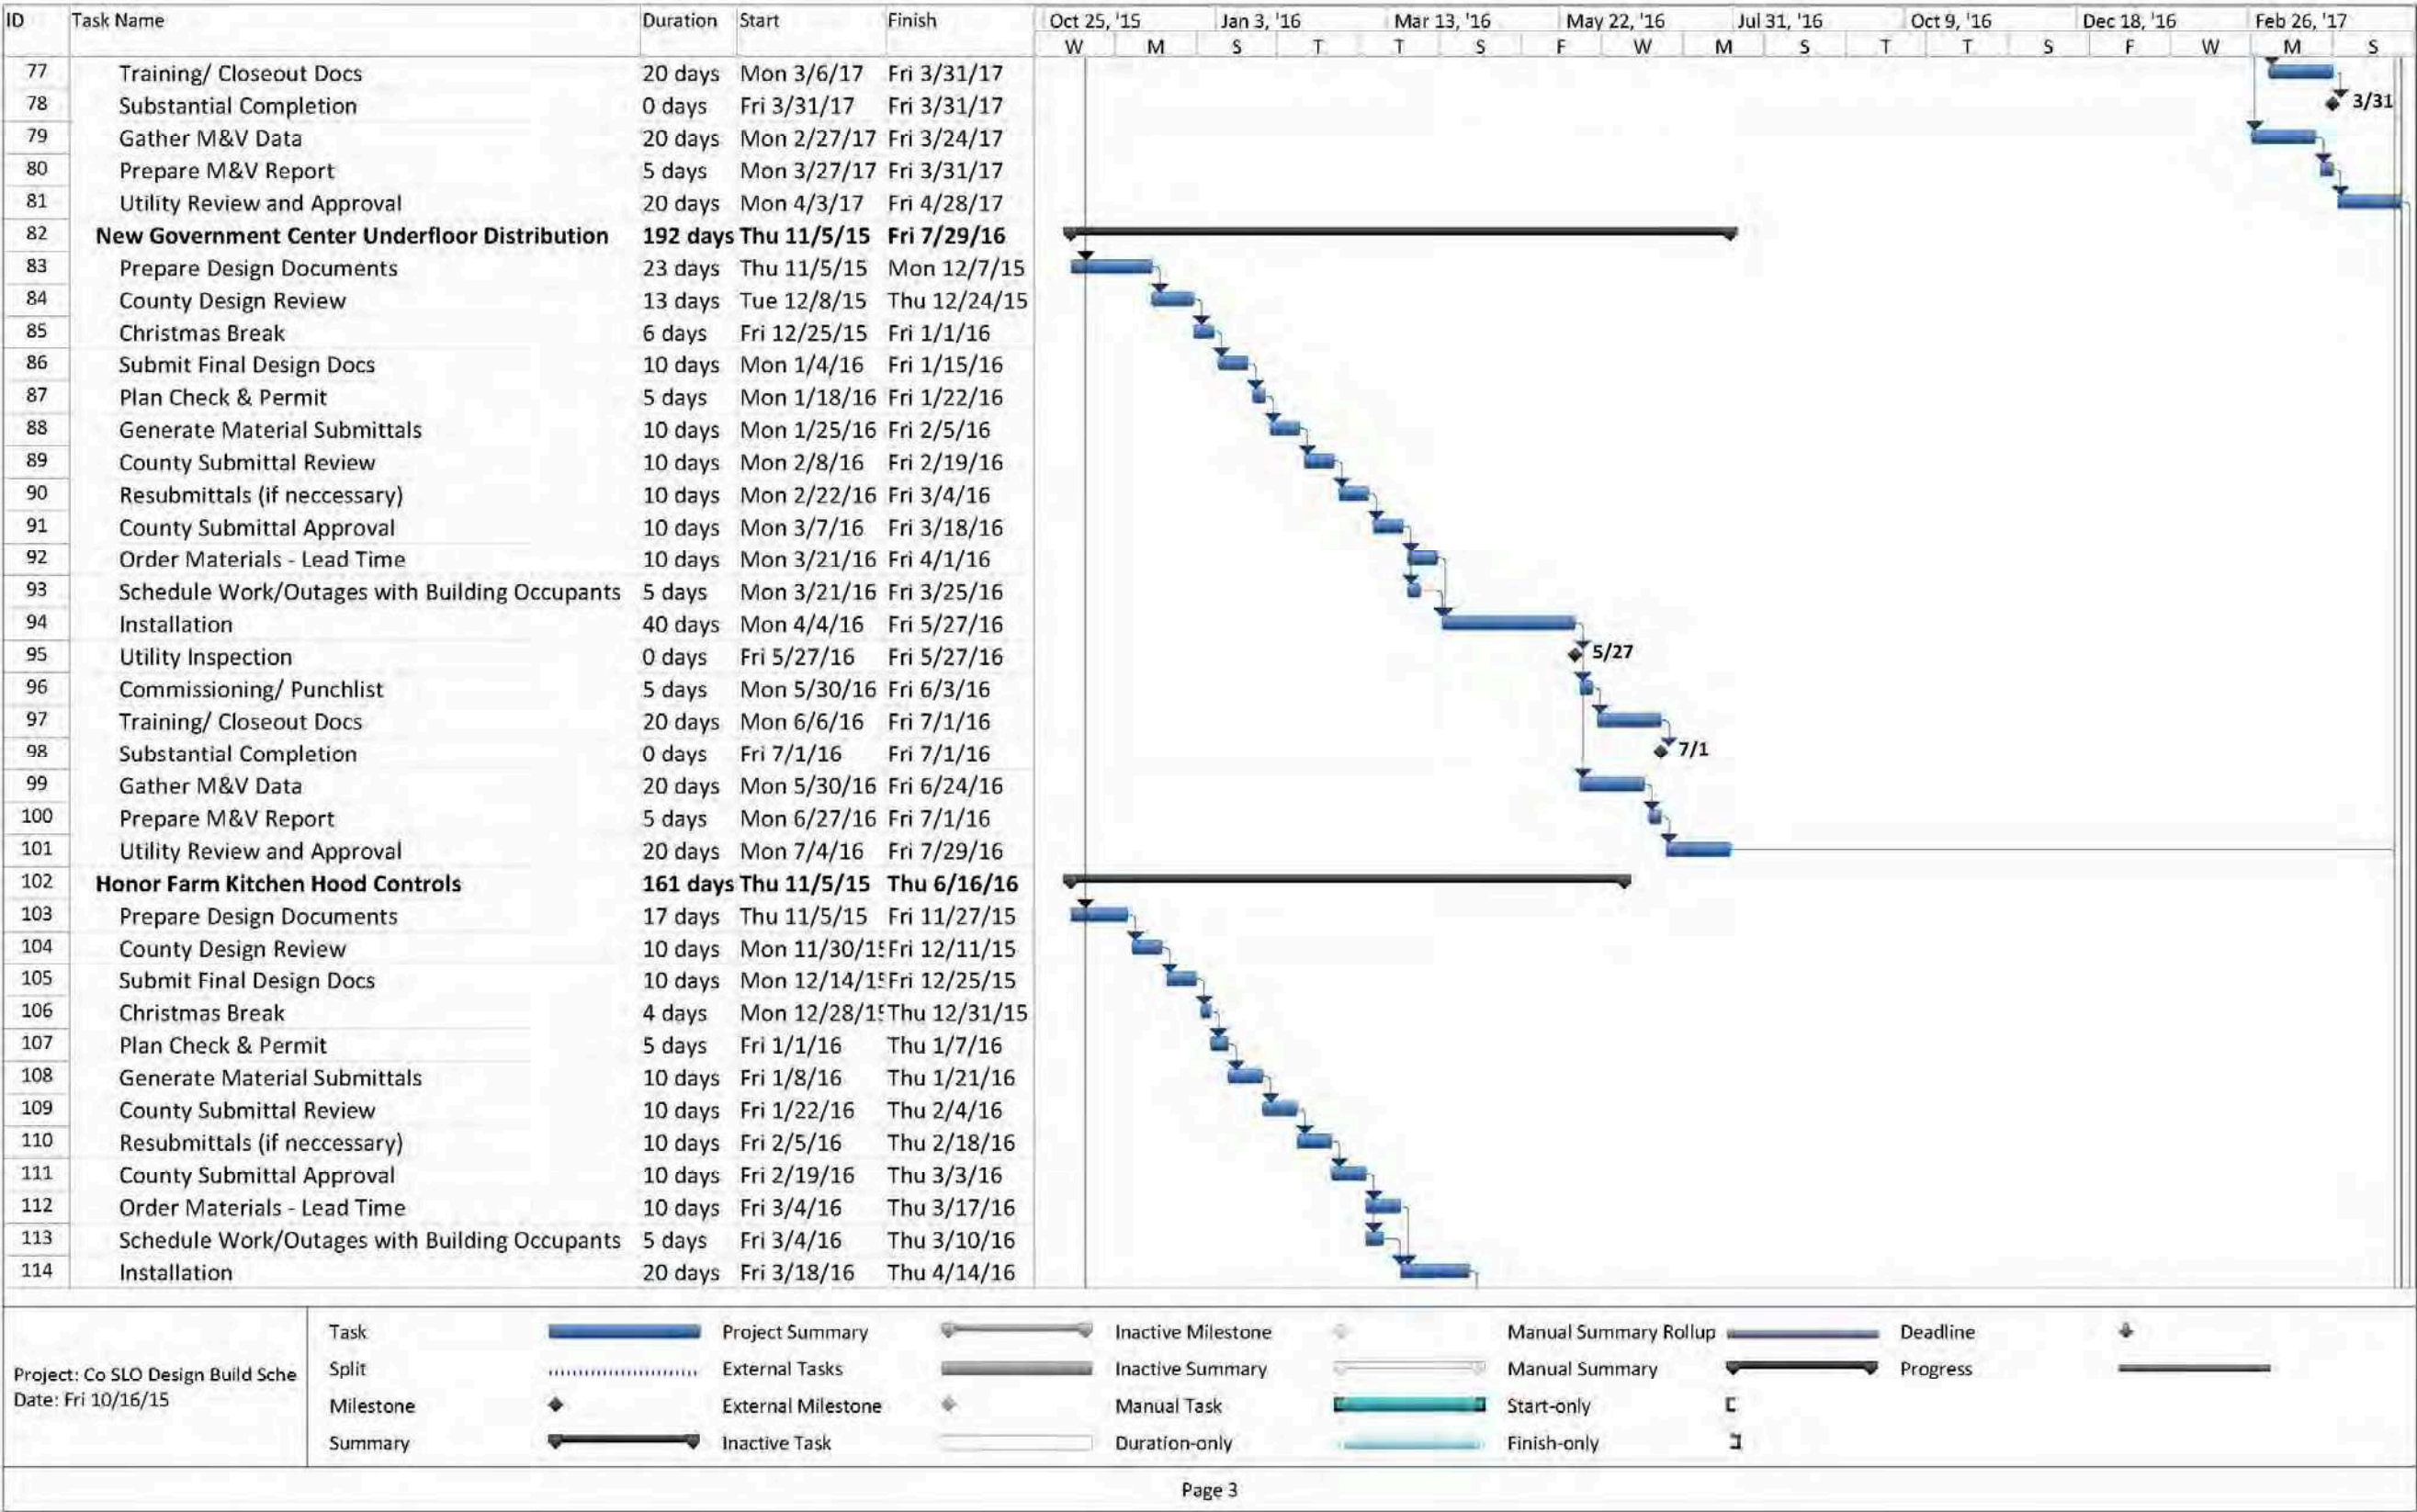 ID Task Name Duration Start Finish Oct 25, '15 Jan 3, '16 Mar 13, '16 May 22, '16 Jul 31, '16 Oct 9, '16 Dec 18, '16 Feb 26, '17
W M S T T S F W M S T T S F W M S
77 Training/ Closeout Docs 20 days Mon 3/6/17 Fri 3/31/17
78 Substantial Completion 0 days Fri 3/31/17 Fri 3/31/17 3/31
79 Gather M&V Data 20 days Mon 2/27/17 Fri 3/24/17
80 Prepare M&V Report 5 days Mon 3/27/17 Fri 3/31/17
81 Utility Review and Approval 20 days Mon 4/3/17 Fri 4/28/17
82 New Government Center Underfloor Distribution 192 days Thu 11/5/15 Fri 7/29/16
83 Prepare Design Documents 23 days Thu 11/5/15 Mon 12/7/15
84 County Design Review 13 days Tue 12/8/15 Thu 12/24/15
85 Christmas Break 6 days Fri 12/25/15 Fri 1/1/16
86 Submit Final Design Docs 10 days Mon 1/4/16 Fri 1/15/16
87 Plan Check & Permit 5 days Mon 1/18/16 Fri 1/22/16
88 Generate Material Submittals 10 days Mon 1/25/16 Fri 2/5/16
89 County Submittal Review 10 days Mon 2/8/16 Fri 2/19/16
90 Resubmittals (if neccessary) 10 days Mon 2/22/16 Fri 3/4/16
91 County Submittal Approval 10 days Mon 3/7/16 Fri 3/18/16
92 Order Materials - Lead Time 10 days Mon 3/21/16 Fri 4/1/16
93 Schedule Work/Outages with Building Occupants 5 days Mon 3/21/16 Fri 3/25/16
94 Installation 40 days Mon 4/4/16 Fri 5/27/16
95 Utility Inspection 0 days Fri 5/27/16 Fri 5/27/16 5/27
96 Commissioning/ Punchlist 5 days Mon 5/30/16 Fri 6/3/16
97 Training/ Closeout Docs 20 days Mon 6/6/16 Fri 7/1/16
98 Substantial Completion 0 days Fri 7/1/16 Fri 7/1/16 7/1
99 Gather M&V Data 20 days Mon 5/30/16 Fri 6/24/16
100 Prepare M&V Report 5 days Mon 6/27/16 Fri 7/1/16
101 Utility Review and Approval 20 days Mon 7/4/16 Fri 7/29/16
102 Honor Farm Kitchen Hood Controls 161 days Thu 11/5/15 Thu 6/16/16
103 Prepare Design Documents 17 days Thu 11/5/15 Fri 11/27/15
104 County Design Review 10 days Mon 11/30/15 Fri 12/11/15
105 Submit Final Design Docs 10 days Mon 12/14/15 Fri 12/25/15
106 Christmas Break 4 days Mon 12/28/15 Thu 12/31/15
107 Plan Check & Permit 5 days Fri 1/1/16 Thu 1/7/16
108 Generate Material Submittals 10 days Fri 1/8/16 Thu 1/21/16
109 County Submittal Review 10 days Fri 1/22/16 Thu 2/4/16
110 Resubmittals (if neccessary) 10 days Fri 2/5/16 Thu 2/18/16
111 County Submittal Approval 10 days Fri 2/19/16 Thu 3/3/16
112 Order Materials - Lead Time 10 days Fri 3/4/16 Thu 3/17/16
113 Schedule Work/Outages with Building Occupants 5 days Fri 3/4/16 Thu 3/10/16
114 Installation 20 days Fri 3/18/16 Thu 4/14/16
Project: Co SLO Design Build Sche
Date: Fri 10/16/15
Task Project Summary Inactive Milestone Manual Summary Rollup Deadline
Split External Tasks Inactive Summary Manual Summary Progress
Milestone External Milestone Manual Task Start-only
Summary Inactive Task Duration-only Finish-only
Page 3